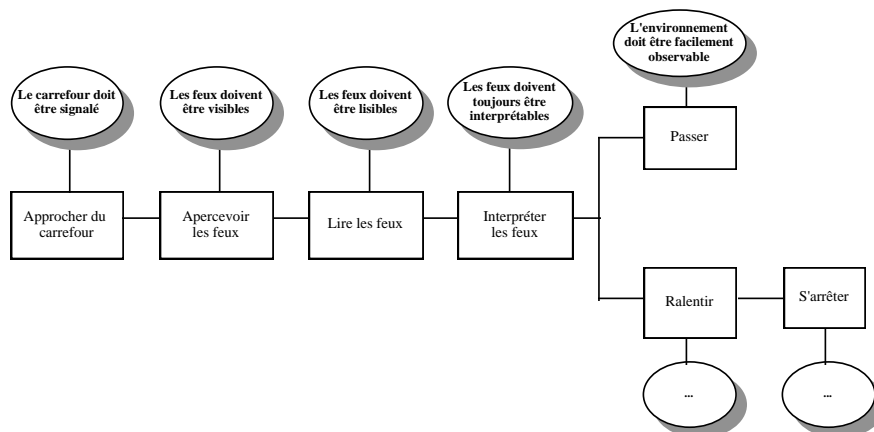 L'environnement
doit être facilement
observable
Le carrefour doit
être signalé
Les feux doivent
être visibles
Les feux doivent
être lisibles
Les feux doivent
toujours être
interprétables
Passer
Approcher du
carrefour
Apercevoir
les feux
Lire les feux
Interpréter
les feux
Ralentir
S'arrêter
...
...